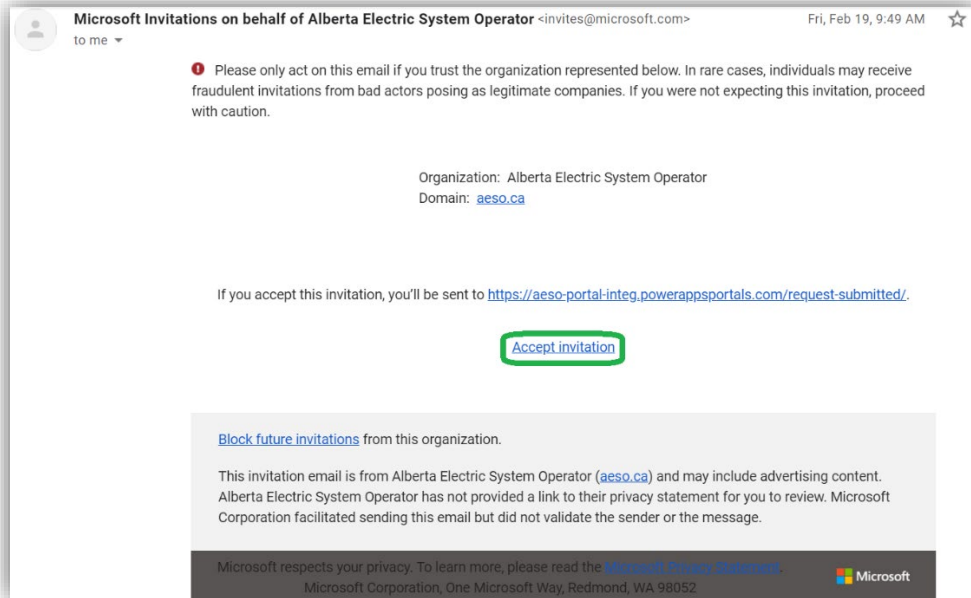 Microsoft Invitations on behalf of Alberta Electric System Operator <invites@microsoft.com> Fri, Feb 19, 9:49 AM
to me
Please only act on this email if you trust the organization represented below. In rare cases, individuals may receive
fraudulent invitations from bad actors posing as legitimate companies. If you were not expecting this invitation, proceed
with caution.
Organization: Alberta Electric System Operator
Domain: aeso.ca
If you accept this invitation, you'll be sent to https://aeso-portal-integ.powerappsportals.com/request-submitted/.
Accept invitation
Block future invitations from this organization.
This invitation email is from Alberta Electric System Operator (aeso.ca) and may include advertising content.
Alberta Electric System Operator has not provided a link to their privacy statement for you to review. Microsoft
Corporation facilitated sending this email but did not validate the sender or the message.
Microsoft respects your privacy. To learn more, please read the Microsoft Privacy Statement.
Microsoft Corporation, One Microsoft Way, Redmond, WA 98052
Microsoft